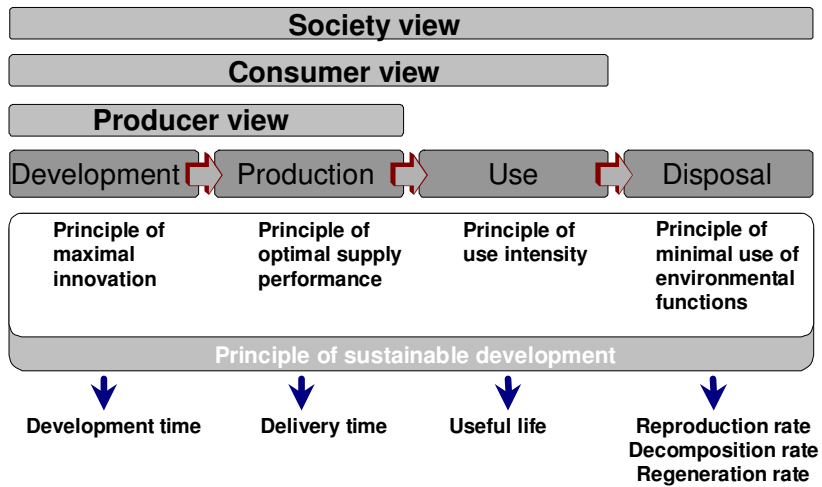 Society view
Consumer view
Producer view
Development Production Use Disposal
Principle of
maximal
innovation
Principle of
optimal supply
performance
Principle of
use intensity
Principle of
minimal use of
environmental
functions
Principle of sustainable development
Development time
Delivery time
Useful life
Reproduction rate
Decomposition rate
Regeneration rate